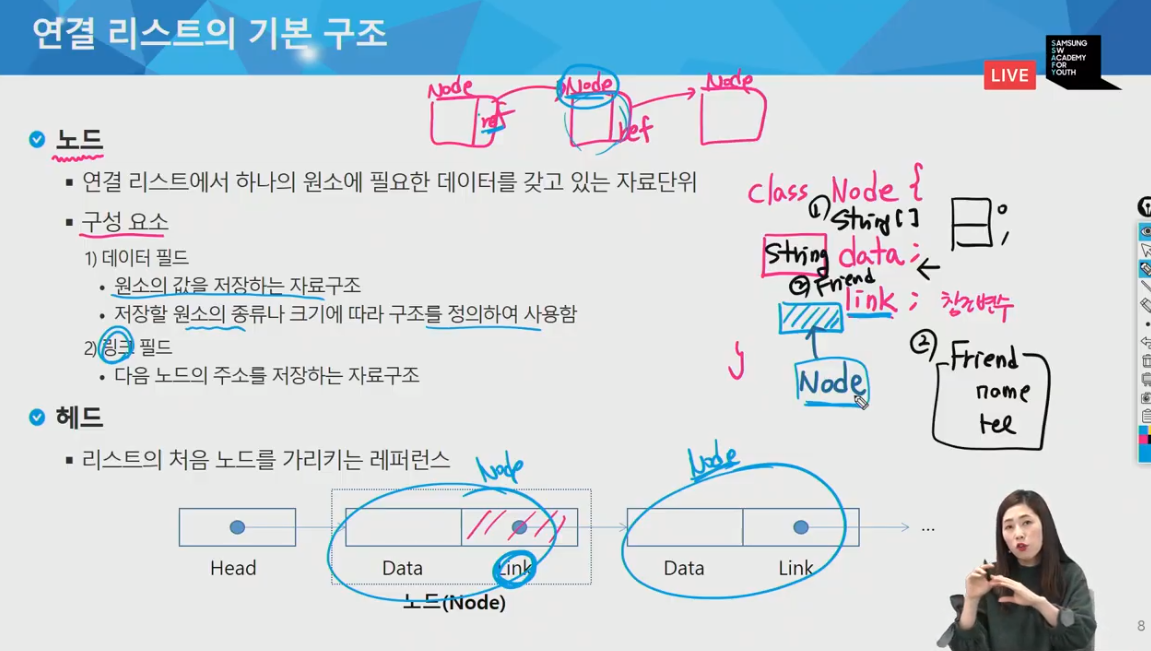 연결 리스트의 기본 구조
LIVE
SAMSUNG
SW
ACADEMY
FOR
YOUTH
Node
Node
Node
ref
ref
노드
연결 리스트에서 하나의 원소에 필요한 데이터를 갖고 있는 자료단위
구성 요소
1) 데이터 필드
원소의 값을 저장하는 자료구조
저장할 원소의 종류나 크기에 따라 구조를 정의하여 사용함
2) 링크 필드
다음 노드의 주소를 저장하는 자료구조
class Node {
① String[]
String data;
② Friend
link; 참조변수
Node
② Friend
name
tel
헤드
리스트의 처음 노드를 가리키는 레퍼런스
Node
Node
...
Head
Data
Link
Data
Link
노드(Node)
8